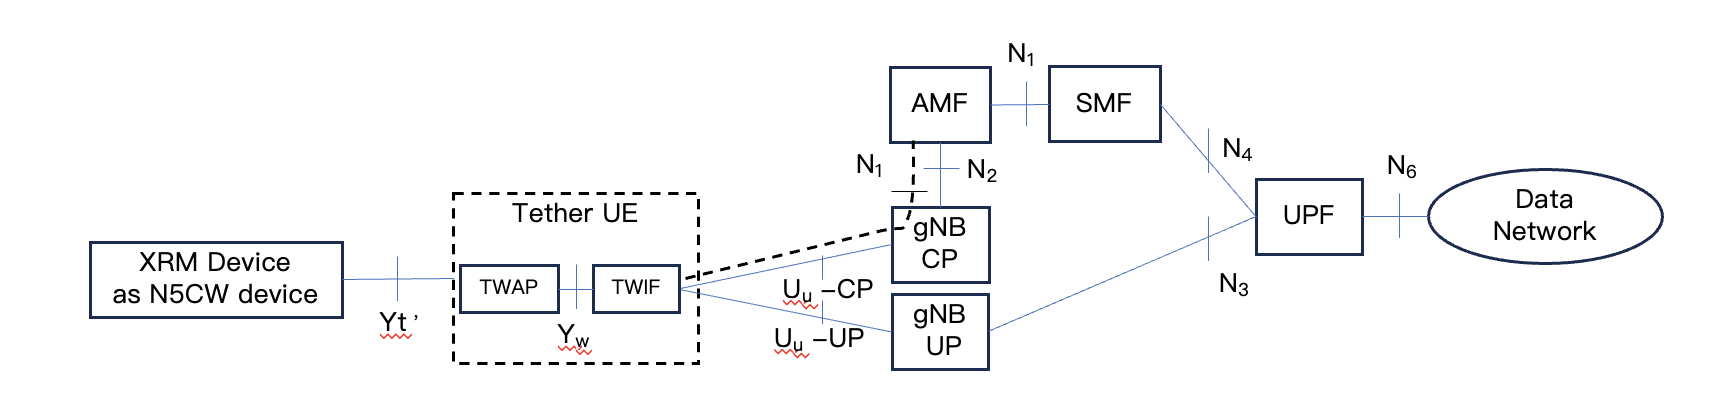 N₁
AMF
SMF
N₁
N₂
N₄
N₆
Tether UE
gNB
CP
UPF
Data
Network
XRM Device
as N5CW device
TWAP
TWIF
Uᵤ –CP
N₃
Yt ’
Y_w
gNB
UP
Uᵤ –UP